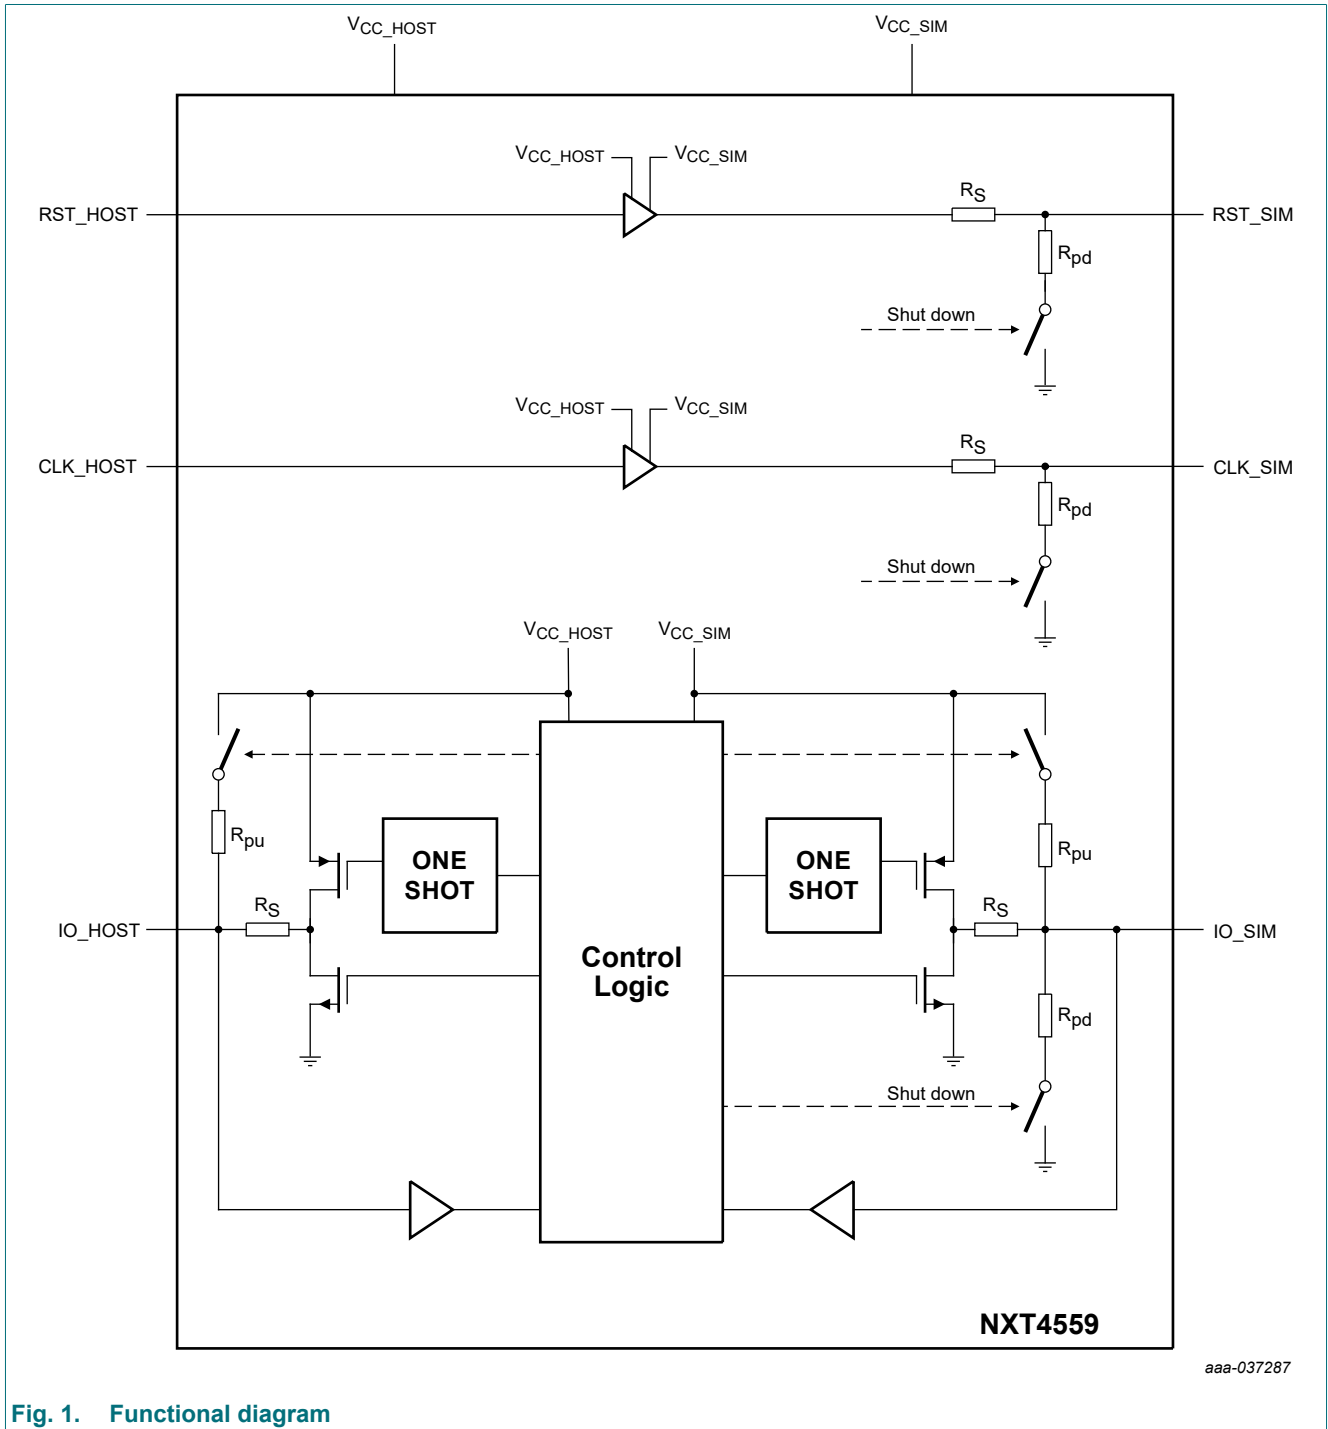 VCC_HOST
VCC_SIM
VCC_HOST
VCC_SIM
RST_HOST
RS
RST_SIM
Rpd
Shut down
VCC_HOST
VCC_SIM
CLK_HOST
RS
CLK_SIM
Rpd
Shut down
VCC_HOST
VCC_SIM
Rpu
ONE
SHOT
ONE
SHOT
Rpu
IO_HOST
RS
Control
Logic
RS
IO_SIM
Rpd
Shut down
NXT4559
aaa-037287
Fig. 1. Functional diagram